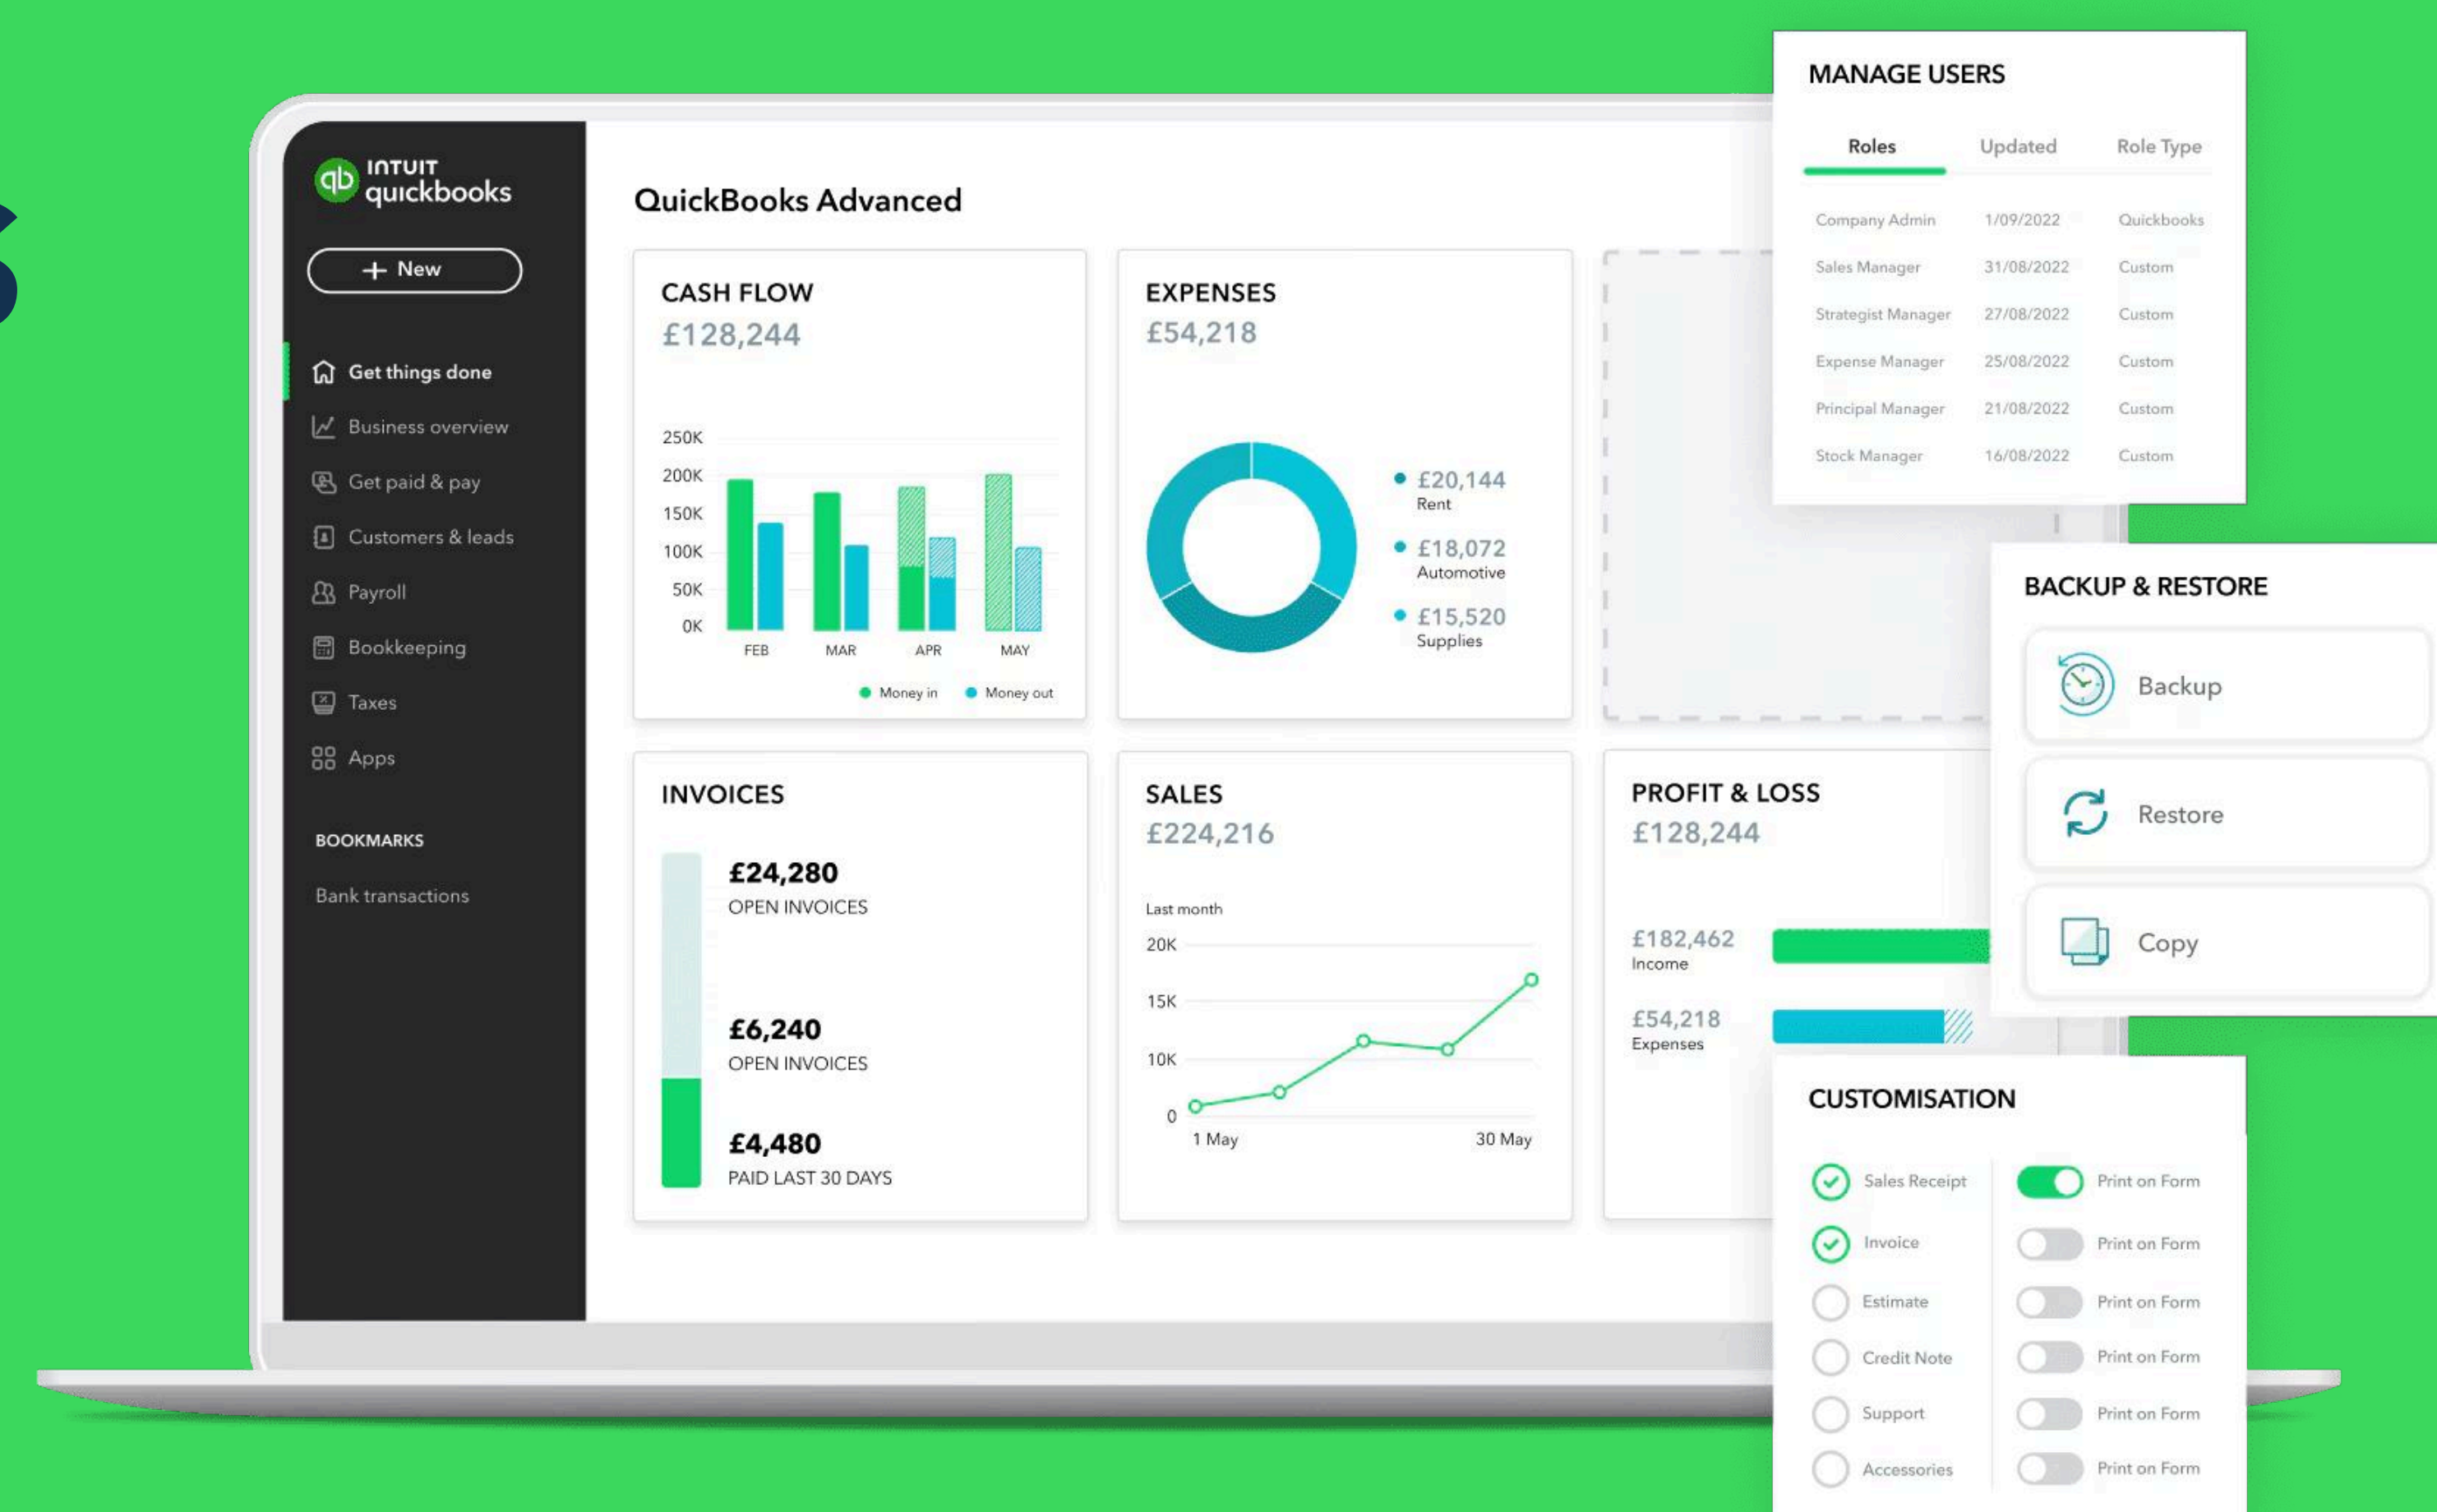 INTUIT
quickbooks
+ New
Get things done
Business overview
Get paid & pay
Customers & leads
Payroll
Bookkeeping
Taxes
Apps
BOOKMARKS
Bank transactions
QuickBooks Advanced
CASH FLOW
£128,244
250K
200K
150K
100K
50K
0K
FEB MAR APR MAY
Money in Money out
EXPENSES
£54,218
£20,144
Rent
£18,072
Automotive
£15,520
Supplies
INVOICES
£24,280
OPEN INVOICES
£6,240
OPEN INVOICES
£4,480
PAID LAST 30 DAYS
SALES
£224,216
Last month
20K
15K
10K
0
1 May 30 May
PROFIT & LOSS
£128,244
£182,462
Income
£54,218
Expenses
MANAGE USERS
Roles Updated Role Type
Company Admin 1/09/2022 Quickbooks
Sales Manager 31/08/2022 Custom
Strategist Manager 27/08/2022 Custom
Expense Manager 25/08/2022 Custom
Principal Manager 21/08/2022 Custom
Stock Manager 16/08/2022 Custom
BACKUP & RESTORE
Backup
Restore
Copy
CUSTOMISATION
Sales Receipt Print on Form
Invoice Print on Form
Estimate Print on Form
Credit Note Print on Form
Support Print on Form
Accessories Print on Form